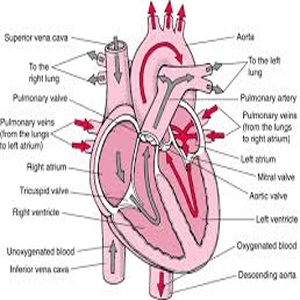 Superior vena cava
To the
right lung
Pulmonary valve
Pulmonary veins
(from the lungs
to left atrium)
Right atrium
Tricuspid valve
Right ventricle
Unoxygenated blood
Inferior vena cava
Aorta
To the left
lung
Pulmonary artery
Pulmonary veins
(from the lungs
to right atrium)
Left atrium
Mitral valve
Aortic valve
Left ventricle
Oxygenated blood
Descending aorta